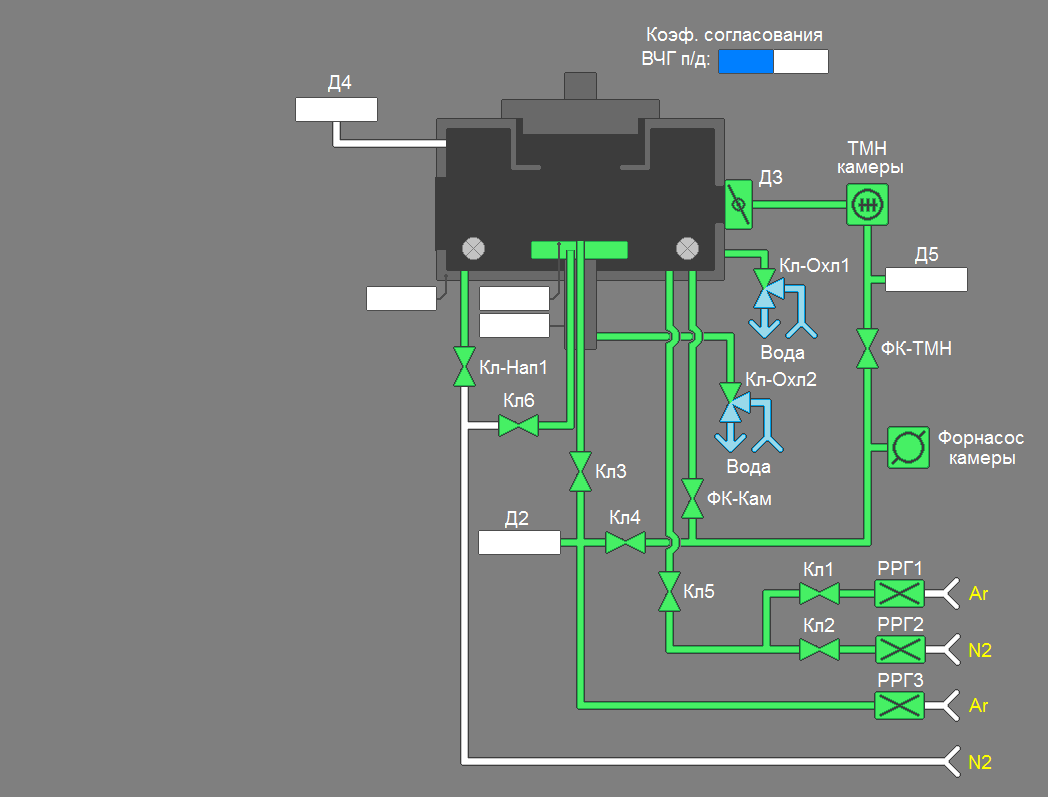 Коэф. согласования
ВЧГ п/д:
Д4
ТМН
камеры
Д3
Д5
Кл-Охл1
Вода
ФК-ТМН
Кл-Нап1
Кл-Охл2
Кл6
Форнасос
камеры
Вода
Кл3
ФК-Кам
Д2
Кл4
Кл1
РРГ1
Кл5
Ar
Кл2
РРГ2
N2
РРГ3
Ar
N2